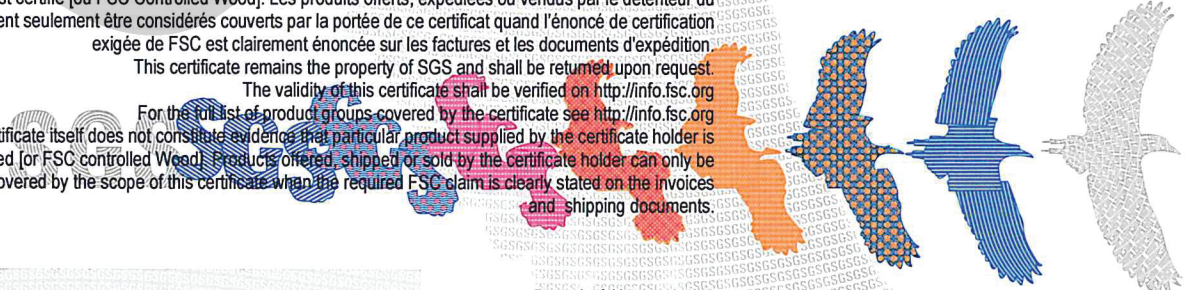 est certifié [ou FSC Controlled Wood]. Les produits offerts, expédiées ou vendus par le détenteur du
ent seulement être considérés couverts par la portée de ce certificat quand l'énoncé de certification
exigée de FSC est clairement énoncée sur les factures et les documents d'expédition.
This certificate remains the property of SGS and shall be returned upon request.
The validity of this certificate shall be verified on http://info.fsc.org
For the full list of product groups covered by the certificate see http://info.fsc.org
tificate itself does not constitute evidence that particular product supplied by the certificate holder is
ed [or FSC controlled Wood]. Products offered, shipped or sold by the certificate holder can only be
overed by the scope of this certificate when the required FSC claim is clearly stated on the invoices
and shipping documents.